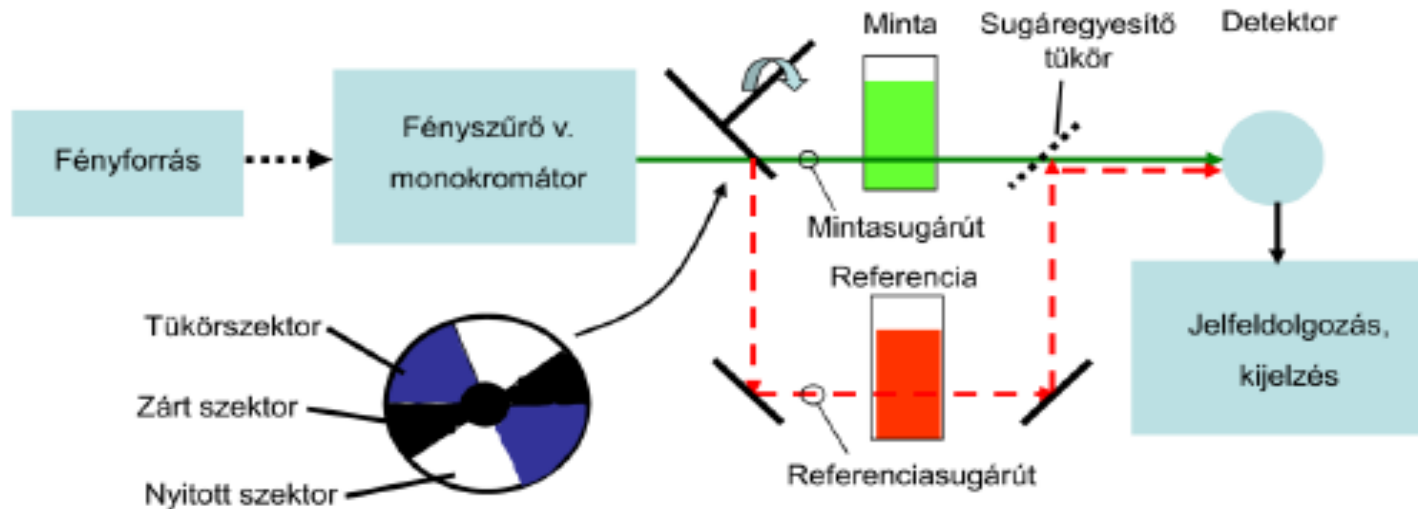 Minta
Sugáregyesítő
tükör
Detektor
Fényforrás
Fényszűrő v.
monokromátor
Mintasugárút
Referencia
Tükörszektor
Zárt szektor
Nyitott szektor
Referenciasugárút
Jelfeldolgozás,
kijelzés